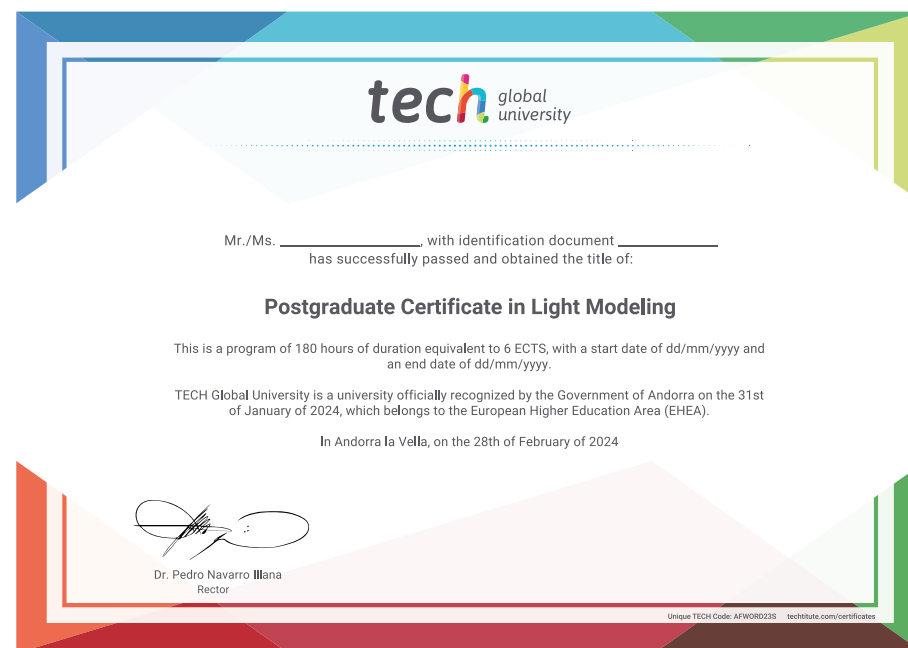 tech global
university
Mr./Ms. ____________, with identification document ____________
has successfully passed and obtained the title of:
Postgraduate Certificate in Light Modeling
This is a program of 180 hours of duration equivalent to 6 ECTS, with a start date of dd/mm/yyyy and
an end date of dd/mm/yyyy.
TECH Global University is a university officially recognized by the Government of Andorra on the 31st
of January of 2024, which belongs to the European Higher Education Area (EHEA).
In Andorra la Vella, on the 28th of February of 2024
Dr. Pedro Navarro Illana
Rector
Unique TECH Code: AFWORD23S techtitute.com/certificates